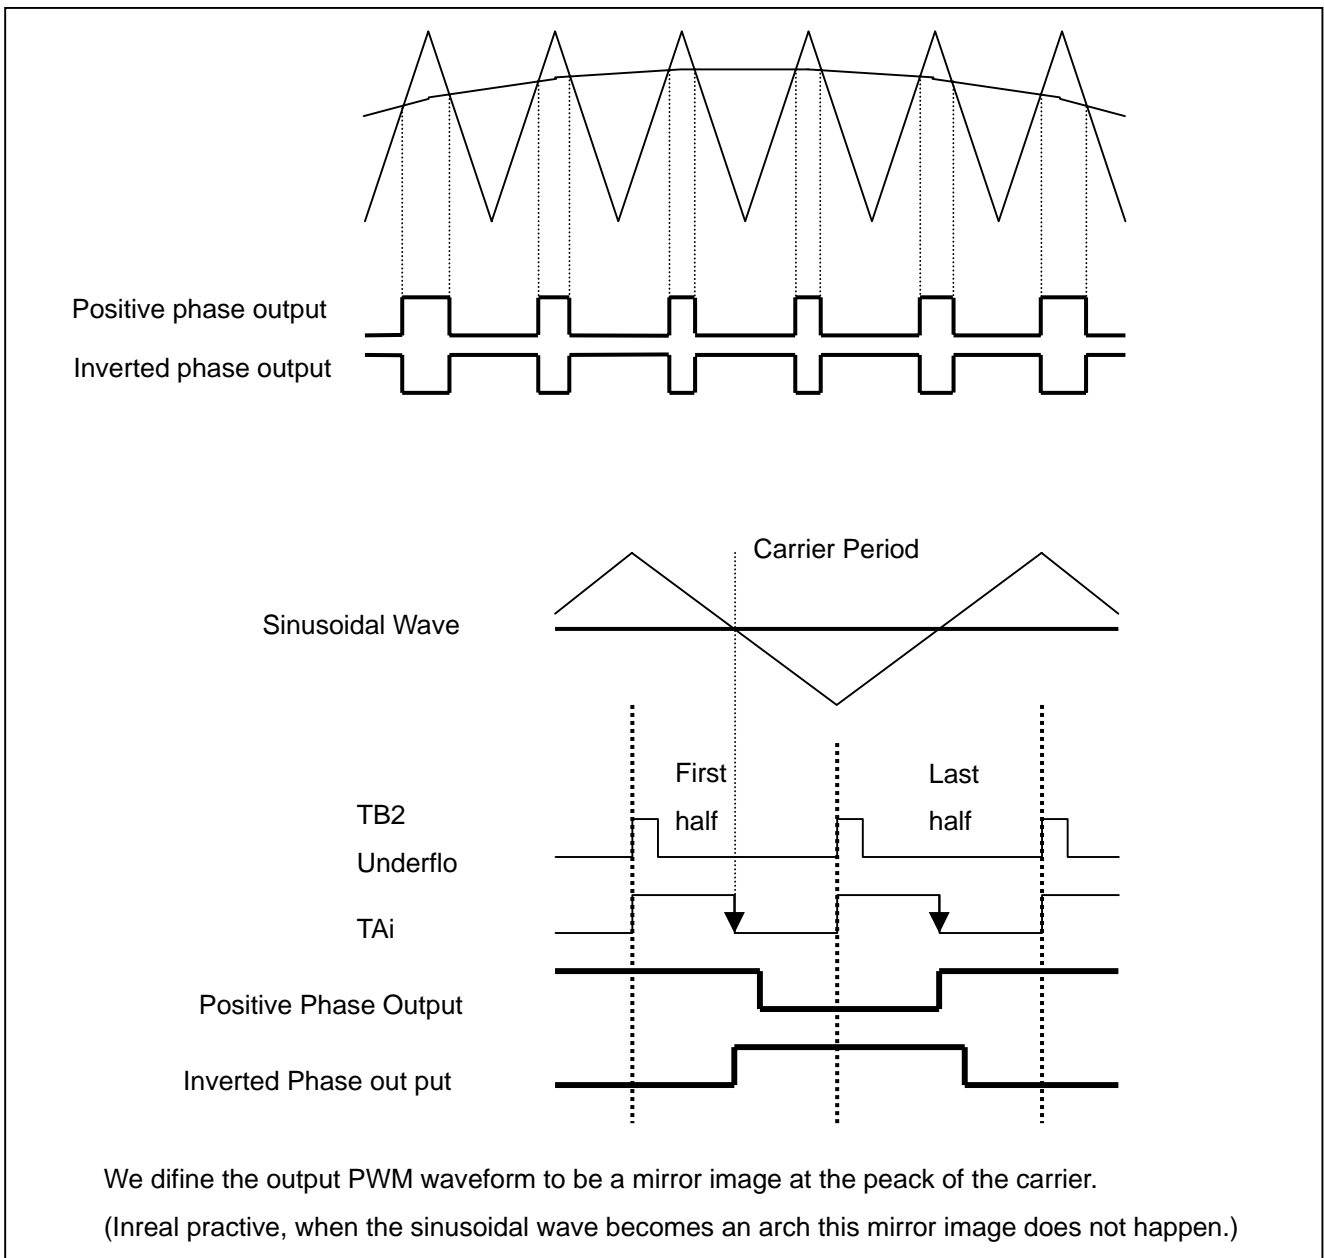 Positive phase output
Inverted phase output
Carrier Period
Sinusoidal Wave
First
half
Last
half
TB2
Underflo
TAi
Positive Phase Output
Inverted Phase out put
We difine the output PWM waveform to be a mirror image at the peack of the carrier.
(Inreal practive, when the sinusoidal wave becomes an arch this mirror image does not happen.)